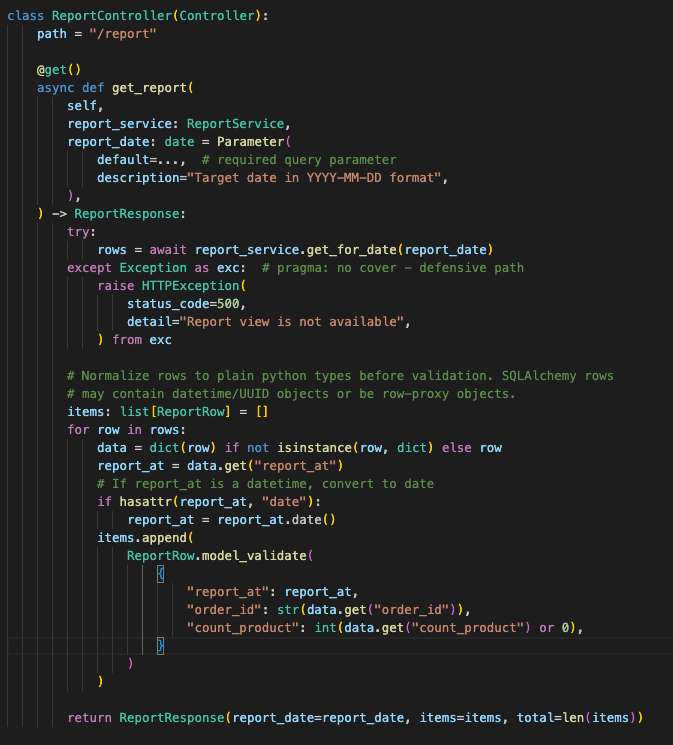 class ReportController(Controller):
    path = "/report"

    @get()
    async def get_report(
        self,
        report_service: ReportService,
        report_date: date = Parameter(
            default=...,  # required query parameter
            description="Target date in YYYY-MM-DD format",
        ),
    ) -> ReportResponse:
        try:
            rows = await report_service.get_for_date(report_date)
        except Exception as exc:  # pragma: no cover - defensive path
            raise HTTPException(
                status_code=500,
                detail="Report view is not available",
            ) from exc

        # Normalize rows to plain python types before validation. SQLAlchemy rows
        # may contain datetime/UUID objects or be row-proxy objects.
        items: list[ReportRow] = []
        for row in rows:
            data = dict(row) if not isinstance(row, dict) else row
            report_at = data.get("report_at")
            # If report_at is a datetime, convert to date
            if hasattr(report_at, "date"):
                report_at = report_at.date()
            items.append(
                ReportRow.model_validate(
                    {
                        "report_at": report_at,
                        "order_id": str(data.get("order_id")),
                        "count_product": int(data.get("count_product") or 0),
                    }
                )
            )

        return ReportResponse(report_date=report_date, items=items, total=len(items))